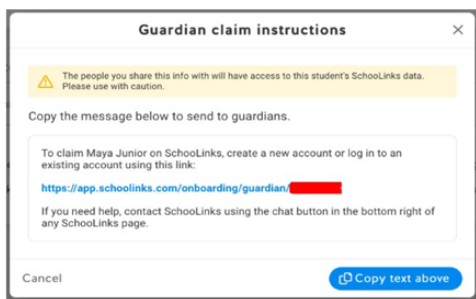 Guardian claim instructions
The people you share this info with will have access to this student's SchooLinks data.
Please use with caution.
Copy the message below to send to guardians.
To claim Maya Junior on SchooLinks, create a new account or log in to an
existing account using this link:
https://app.schoolinks.com/onboarding/guardian/
If you need help, contact SchooLinks using the chat button in the bottom right of
any SchooLinks page.
Cancel
Copy text above